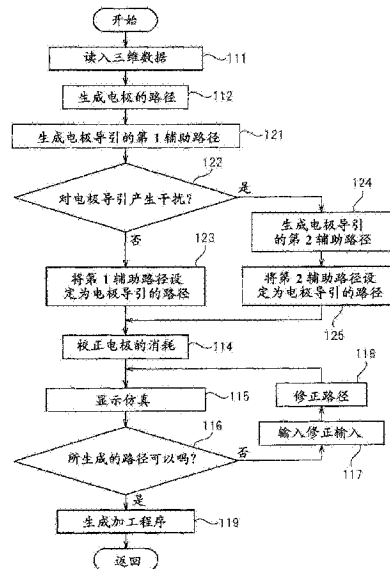 开始
读入三维数据
111
生成电极的路径
112
生成电极导引的第1辅助路径
121
122
对电极导引产生干扰?
是
124
生成电极导引
的第2辅助路径
否
123
将第1辅助路径设
定为电极导引的路径
将第2辅助路径设
定为电极导引的路径
125
校正电极的消耗
114
118
修正路径
显示仿真
115
116
所生成的路径可以吗?
否
输入修正输入
117
是
生成加工程序
119
返回